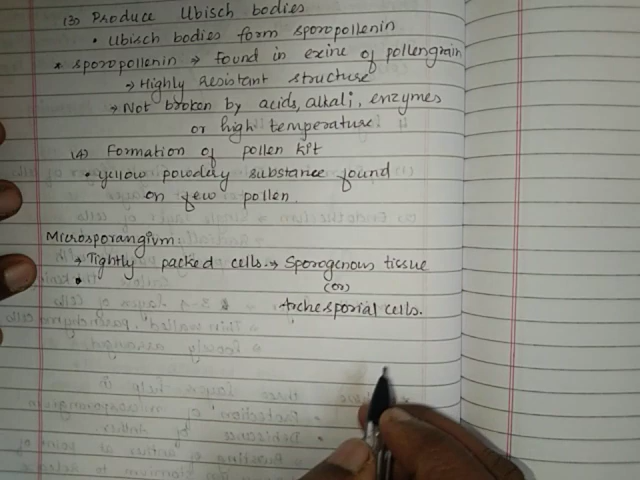 (3) Produce Ubisch bodies
• Ubisch bodies form sporopollenin
* sporopollenin → found in exine of pollengrain
→ Highly Resistant structure
→ Not broken by acids, alkali, enzymes
or high temperature.
(4) Formation of pollen kit
• yellow powday substance found
on few pollen.
Microsporangium:
→ Tightly packed cells → Sporogenous tissue
(or)
Archesporial cells.